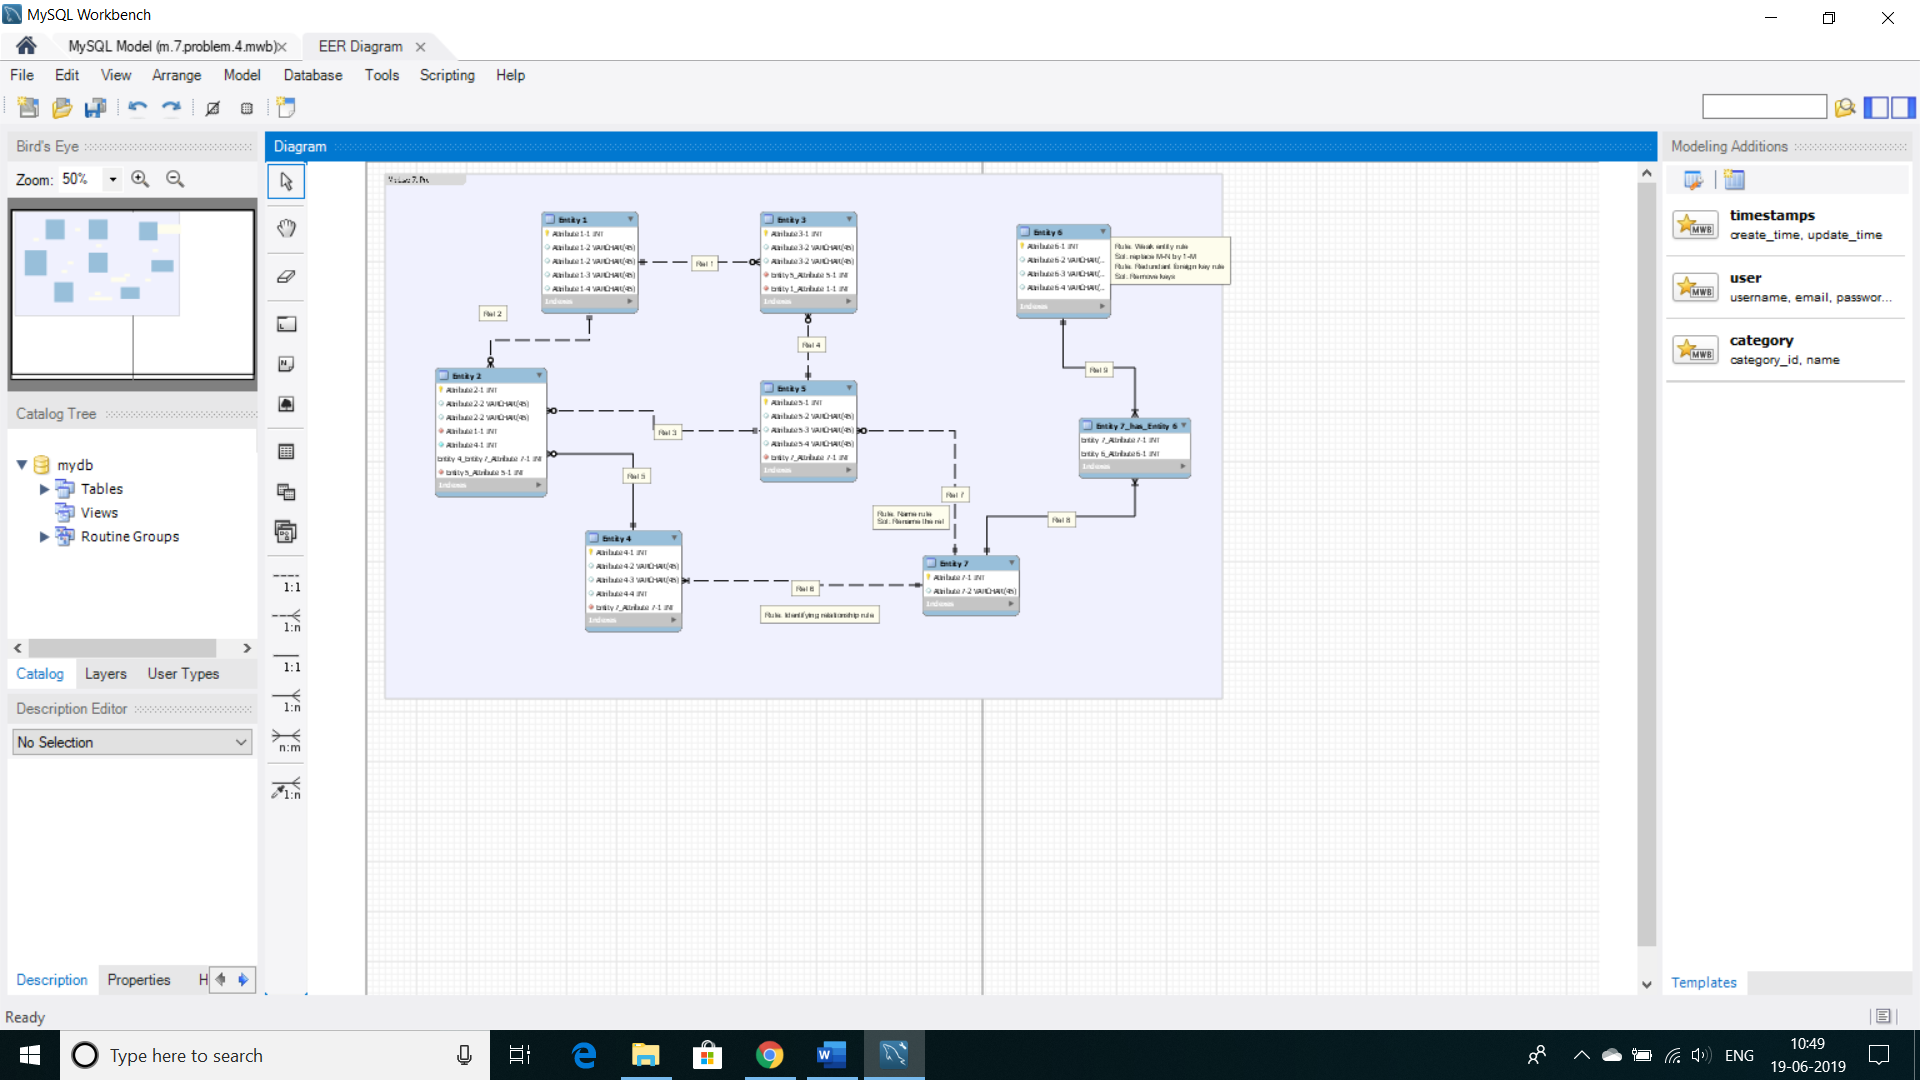 MySQL Workbench
MySQL Model (m.7.problem.4.mwb)
EER Diagram
File Edit View Arrange Model Database Tools Scripting Help
Bird's Eye
Zoom: 50%
Catalog Tree
mydb
Tables
Views
Routine Groups
Catalog Layers User Types
Description Editor
No Selection
Description Properties H
Ready
1:1
1:n
1:1
1:n
n:m
1:n
Diagram
Entity 1
Attribute 1-1 INT
Attribute 1-2 VARCHAR(45)
Attribute 1-2 VARCHAR(45)
Attribute 1-3 VARCHAR(45)
Attribute 1-4 VARCHAR(45)
Indexes
Rel 1
Entity 3
Attribute 3-1 INT
Attribute 3-2 VARCHAR(45)
Attribute 3-2 VARCHAR(45)
Entity 5_Attribute 5-1 INT
Entity 1_Attribute 1-1 INT
Indexes
Entity 6
Attribute 6-1 INT
Attribute 6-2 VARCHAR(...
Attribute 6-3 VARCHAR(...
Attribute 6-4 VARCHAR(...
Indexes
Rule: Weak entity rule
Sol: replace M-N by 1-M
Rule: Redundant foreign key rule
Sol: Remove keys
Rel 2
Rel 4
Rel 9
Entity 2
Attribute 2-1 INT
Attribute 2-2 VARCHAR(45)
Attribute 2-2 VARCHAR(45)
Attribute 1-1 INT
Attribute 4-1 INT
Entity 4_Entity 7_Attribute 7-1 INT
Entity 5_Attribute 5-1 INT
Indexes
Rel 3
Entity 5
Attribute 5-1 INT
Attribute 5-2 VARCHAR(45)
Attribute 5-3 VARCHAR(45)
Attribute 5-4 VARCHAR(45)
Entity 7_Attribute 7-1 INT
Indexes
Entity 7_has_Entity 6
Entity 7_Attribute 7-1 INT
Entity 6_Attribute 6-1 INT
Indexes
Rel 5
Rel 7
Rule: Name rule
Sol: Rename the rel
Rel 8
Entity 4
Attribute 4-1 INT
Attribute 4-2 VARCHAR(45)
Attribute 4-3 VARCHAR(45)
Attribute 4-4 INT
Entity 7_Attribute 7-1 INT
Indexes
Rel 6
Rule: Identifying relationship rule
Entity 7
Attribute 7-1 INT
Attribute 7-2 VARCHAR(45)
Indexes
Modeling Additions
timestamps
create_time, update_time
user
username, email, passwor...
category
category_id, name
MWB
MWB
MWB
Templates
Type here to search
ENG
10:49
19-06-2019